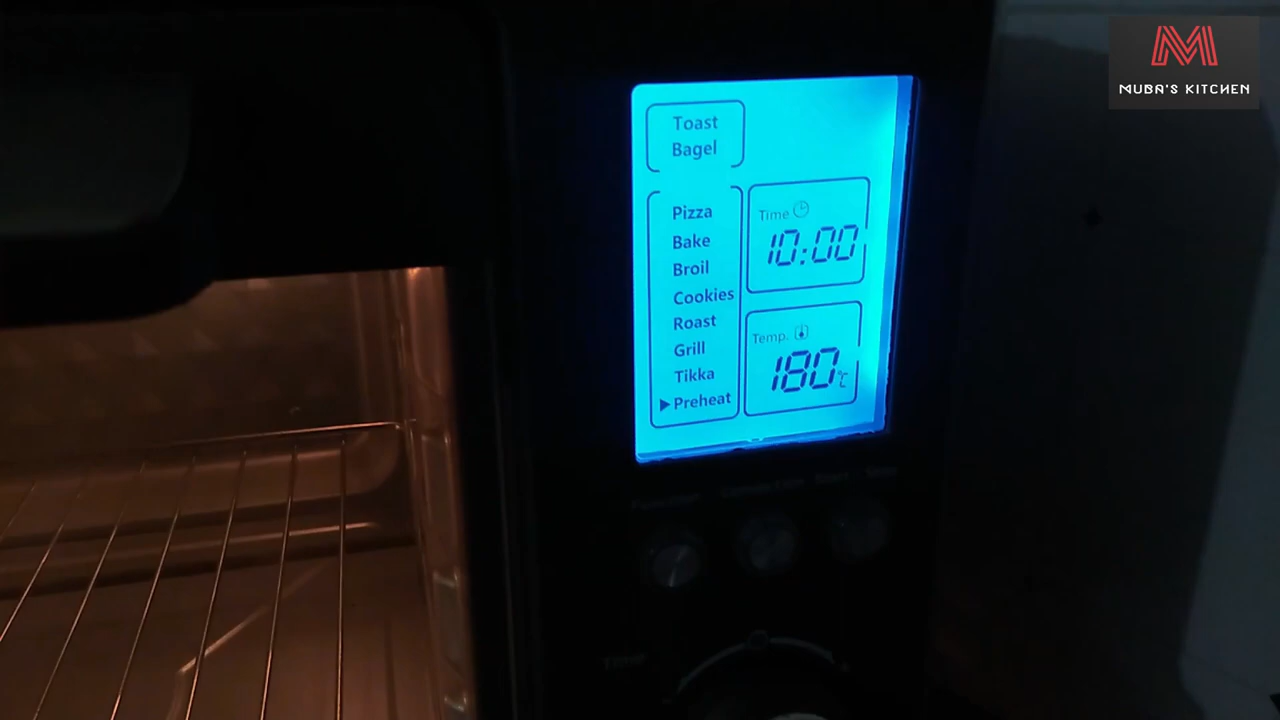 MUBA'S KITCHEN
Toast
Bagel
Pizza
Bake
Broil
Cookies
Roast
Grill
Tikka
Preheat
Time
10:00
Temp.
180°C